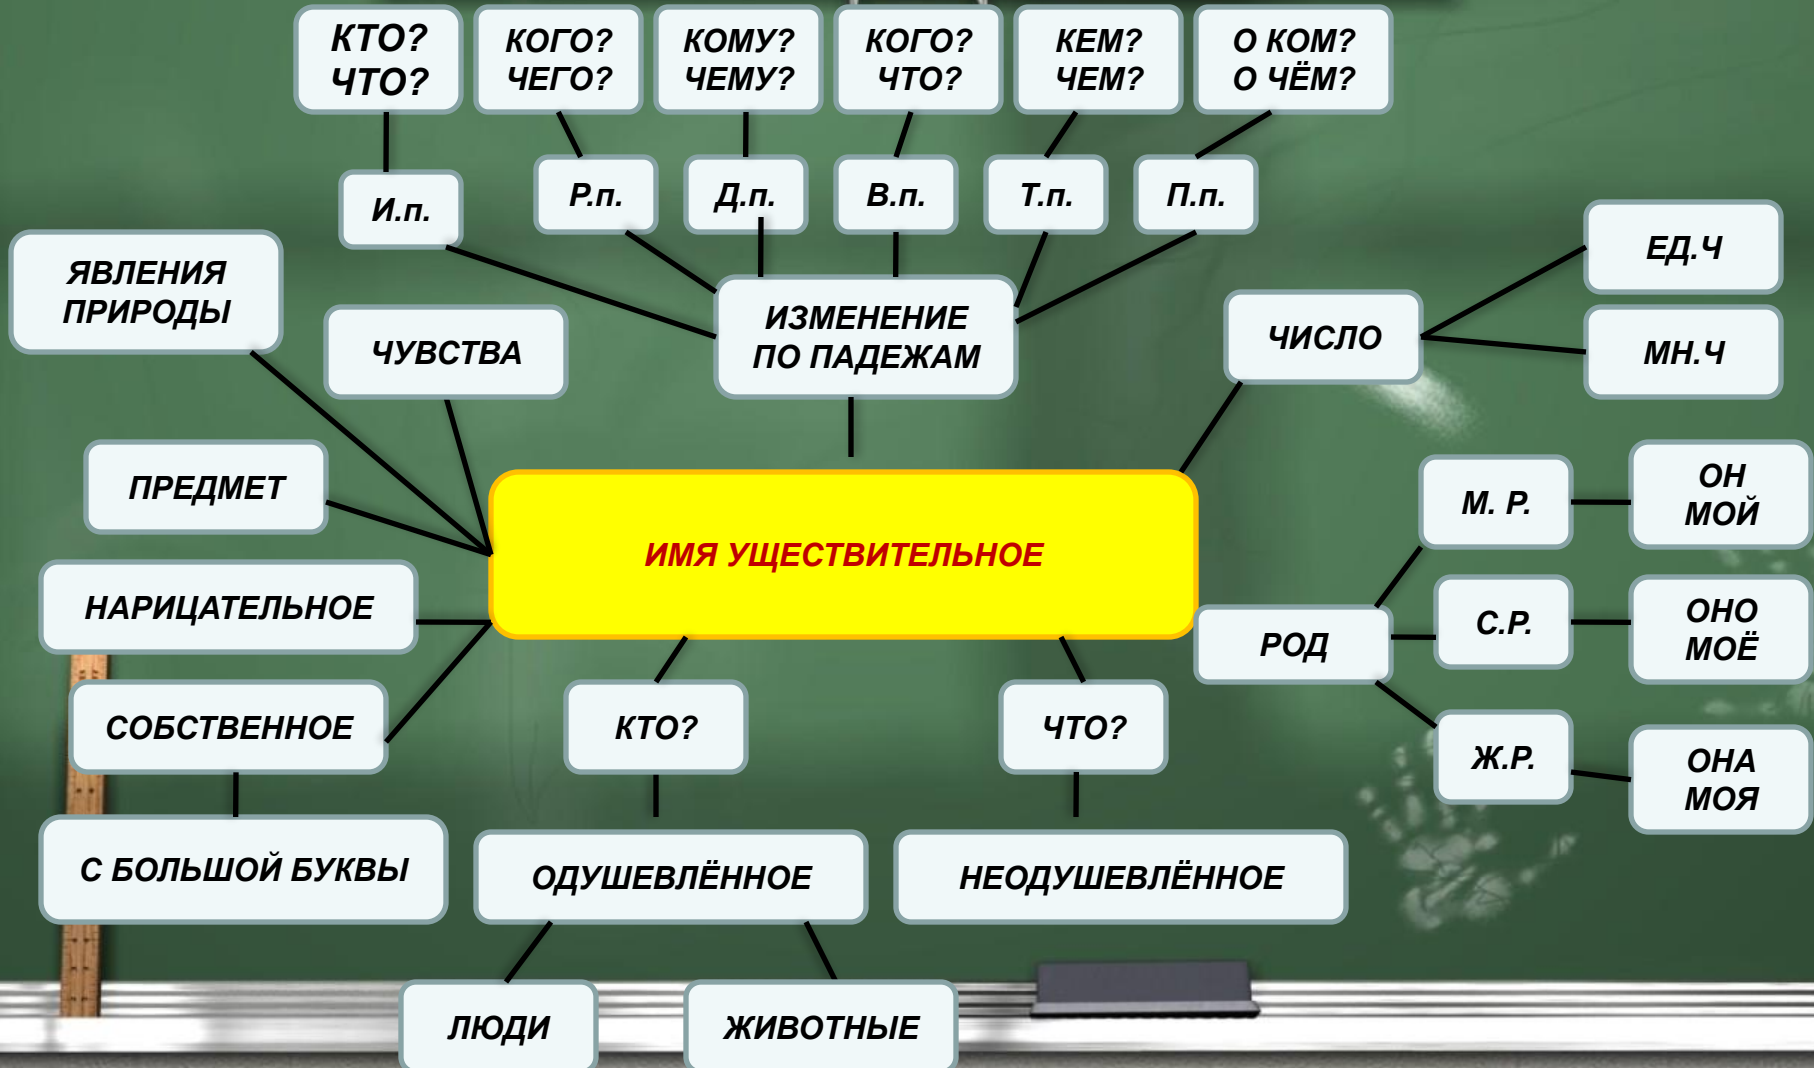 КТО?
ЧТО?
КОГО?
ЧЕГО?
КОМУ?
ЧЕМУ?
КОГО?
ЧТО?
КЕМ?
ЧЕМ?
О КОМ?
О ЧЁМ?
И.п.
Р.п.
Д.п.
В.п.
Т.п.
П.п.
ЯВЛЕНИЯ
ПРИРОДЫ
ЧУВСТВА
ИЗМЕНЕНИЕ
ПО ПАДЕЖАМ
ЧИСЛО
ЕД.Ч
МН.Ч
ПРЕДМЕТ
ИМЯ УЩЕСТВИТЕЛЬНОЕ
М. Р.
ОН
МОЙ
НАРИЦАТЕЛЬНОЕ
РОД
С.Р.
ОНО
МОЁ
СОБСТВЕННОЕ
КТО?
ЧТО?
Ж.Р.
ОНА
МОЯ
С БОЛЬШОЙ БУКВЫ
ОДУШЕВЛЁННОЕ
НЕОДУШЕВЛЁННОЕ
ЛЮДИ
ЖИВОТНЫЕ